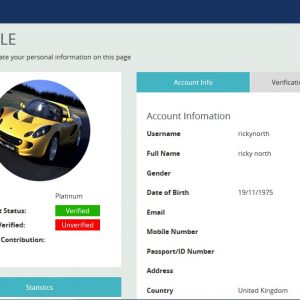 LE
ate your personal information on this page
Account Info
Verificatio
Account Infomation
Username rickynorth
Full Name ricky north
Gender
Date of Birth 19/11/1975
Email
Mobile Number
Passport/ID Number
Address
Country United Kingdom
Platinum
t Status: Verified
Verified: Unverified
Contribution:
Statistics